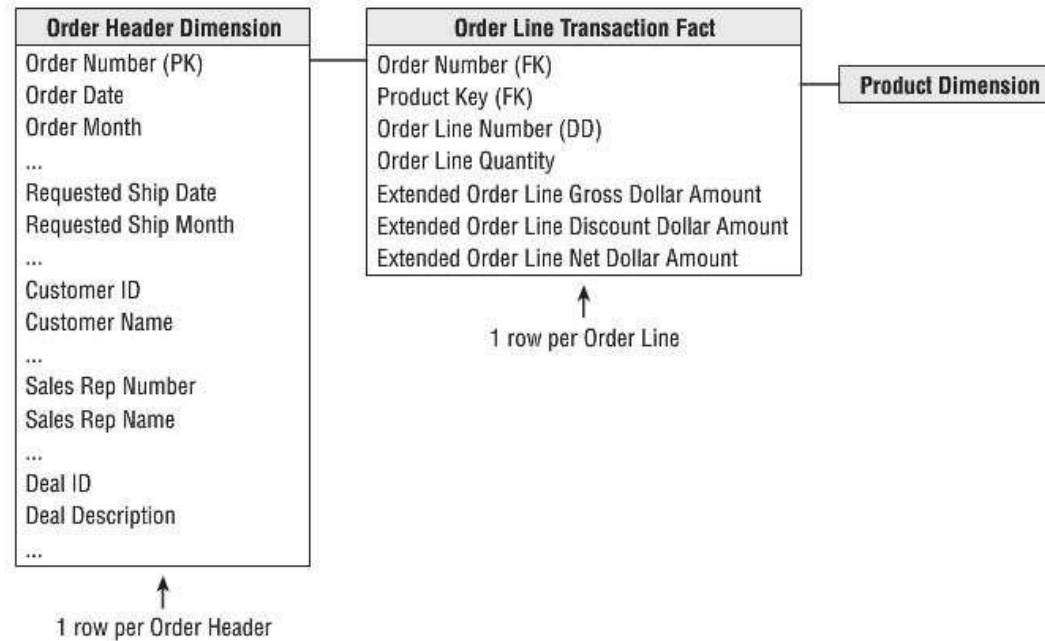 Order Header Dimension
Order Number (PK)
Order Date
Order Month
...
Requested Ship Date
Requested Ship Month
...
Customer ID
Customer Name
...
Sales Rep Number
Sales Rep Name
...
Deal ID
Deal Description
...
1 row per Order Header
Order Line Transaction Fact
Order Number (FK)
Product Key (FK)
Order Line Number (DD)
Order Line Quantity
Extended Order Line Gross Dollar Amount
Extended Order Line Discount Dollar Amount
Extended Order Line Net Dollar Amount
1 row per Order Line
Product Dimension